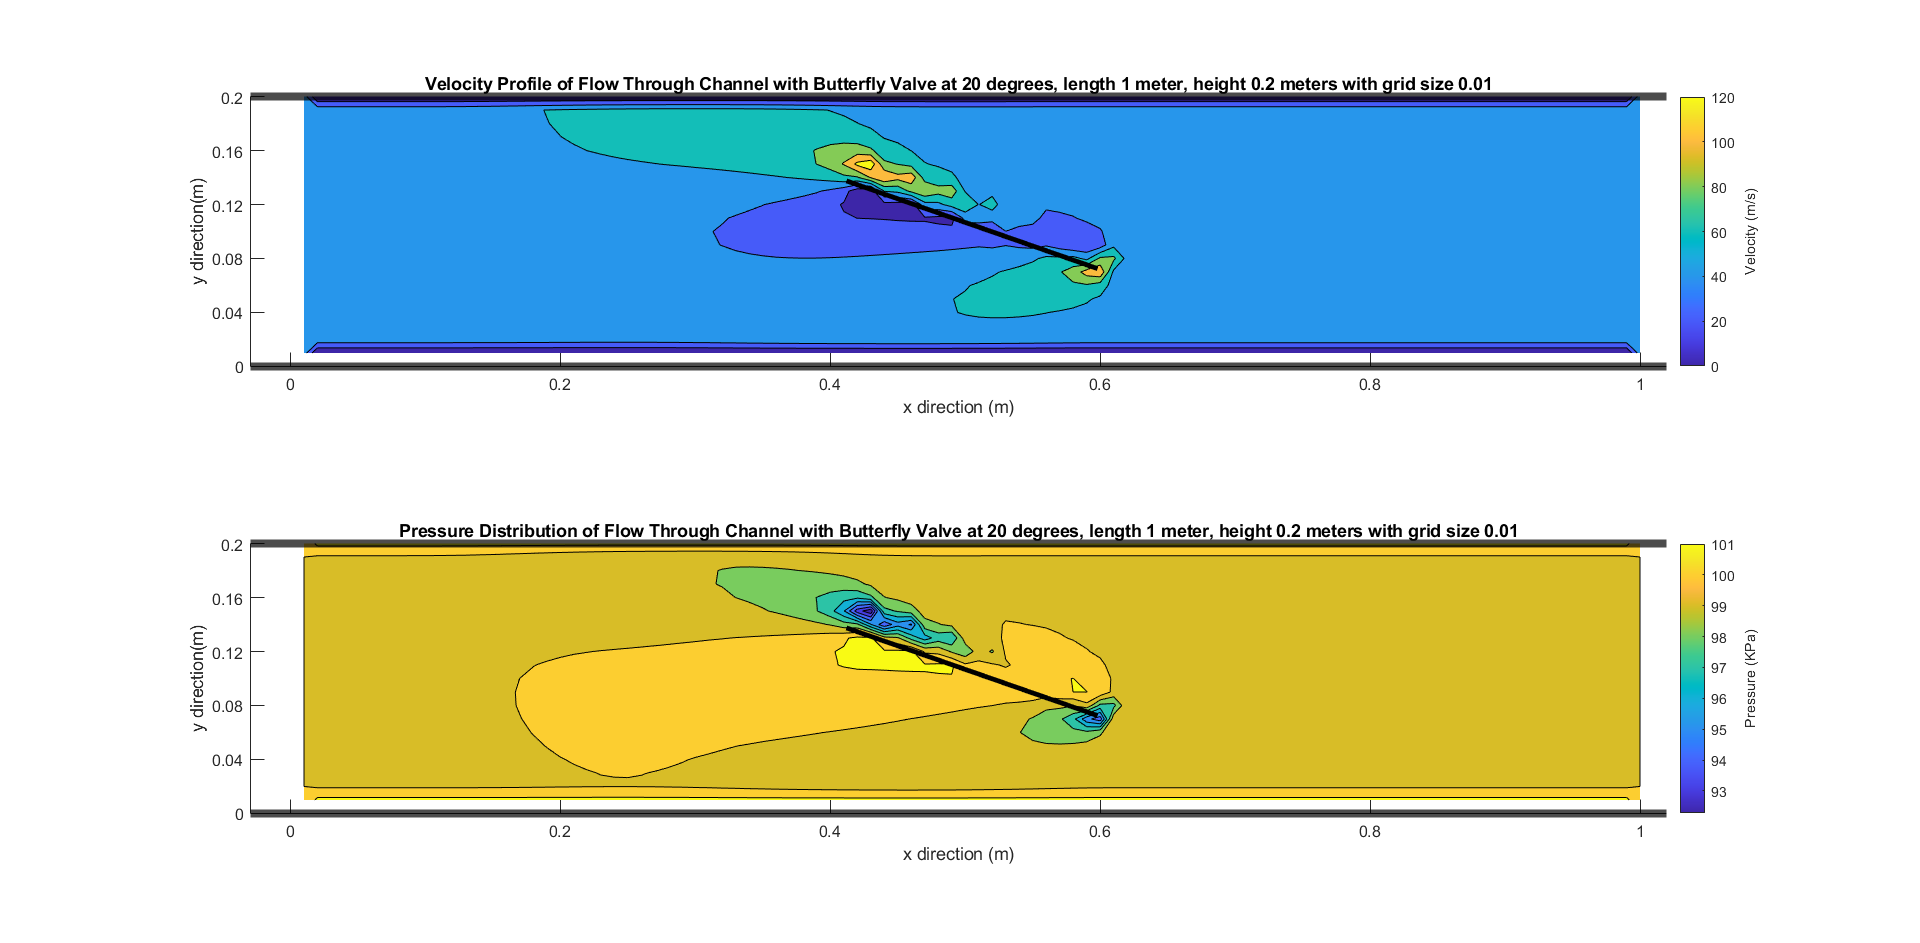 Velocity Profile of Flow Through Channel with Butterfly Valve at 20 degrees, length 1 meter, height 0.2 meters with grid size 0.01
0.2
0.16
0.12
0.08
0.04
0
y direction(m)
0 0.2 0.4 0.6 0.8 1
x direction (m)
120
100
80
60
40
20
0
Velocity (m/s)
Pressure Distribution of Flow Through Channel with Butterfly Valve at 20 degrees, length 1 meter, height 0.2 meters with grid size 0.01
0.2
0.16
0.12
0.08
0.04
0
y direction(m)
0 0.2 0.4 0.6 0.8 1
x direction (m)
101
100
99
98
97
96
95
94
93
Pressure (KPa)